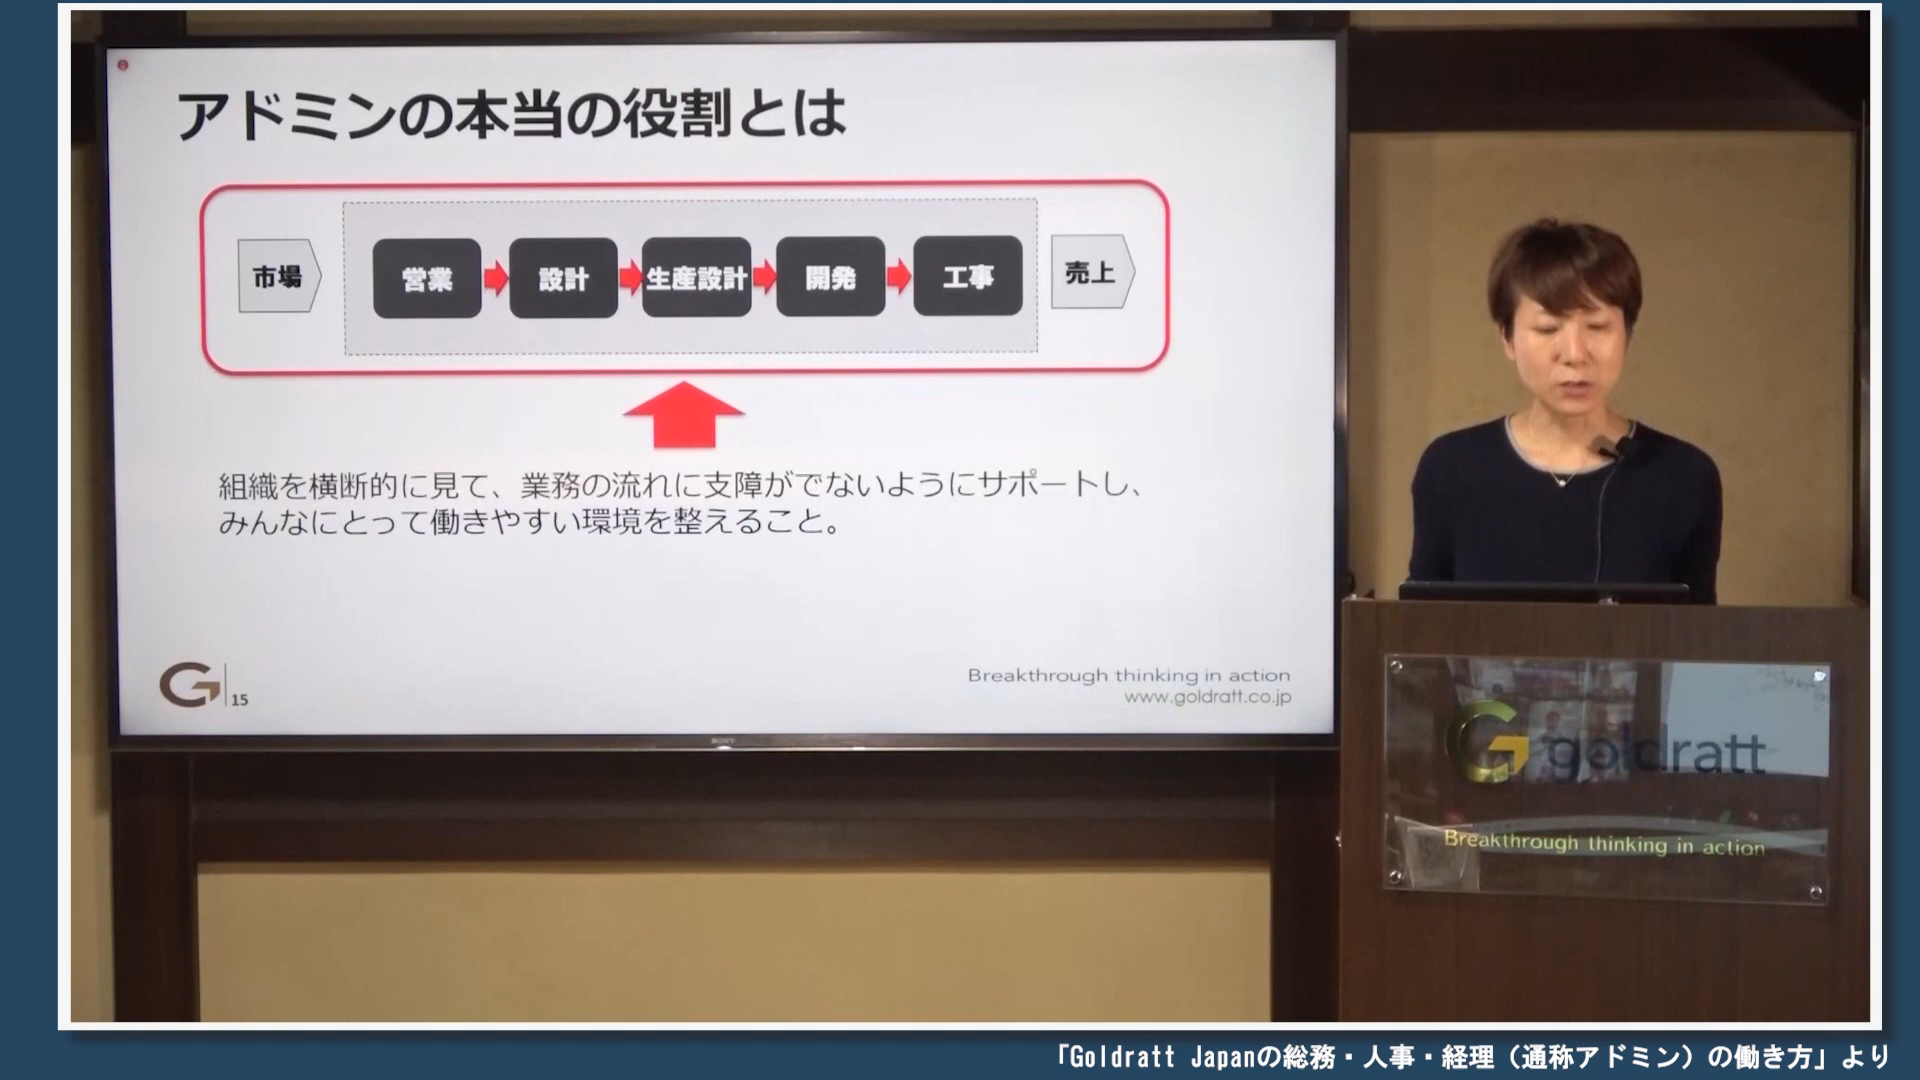 アドミンの本当の役割とは
市場
営業
設計
生産設計
開発
工事
売上
組織を横断的に見て、業務の流れに支障がでないようにサポートし、
みんなにとって働きやすい環境を整えること。
G
15
Breakthrough thinking in action
www.goldratt.co.jp
SONY
goldratt
Breakthrough thinking in action
「Goldratt Japanの総務・人事・経理（通称アドミン）の働き方」より